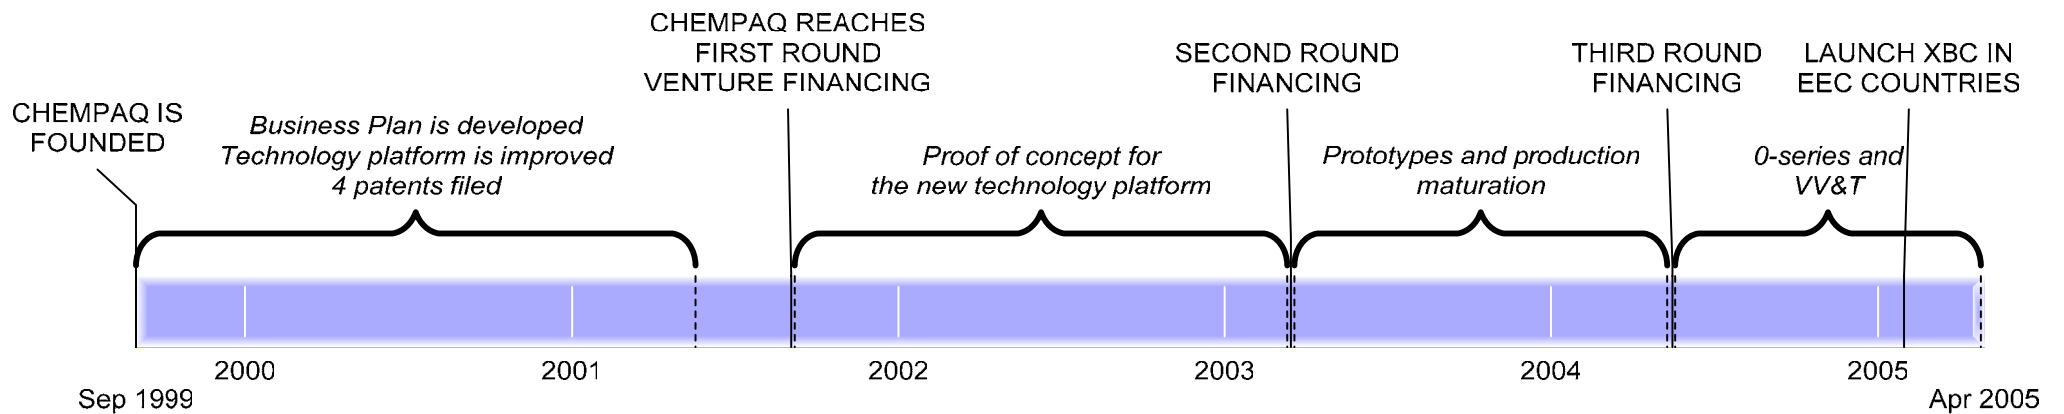 CHEMPAQ IS
FOUNDED
Business Plan is developed
Technology platform is improved
4 patents filed
CHEMPAQ REACHES
FIRST ROUND
VENTURE FINANCING
Proof of concept for
the new technology platform
SECOND ROUND
FINANCING
Prototypes and production
maturation
THIRD ROUND
FINANCING
0-series and
VV&T
LAUNCH XBC IN
EEC COUNTRIES
2000
2001
2002
2003
2004
2005
Sep 1999
Apr 2005